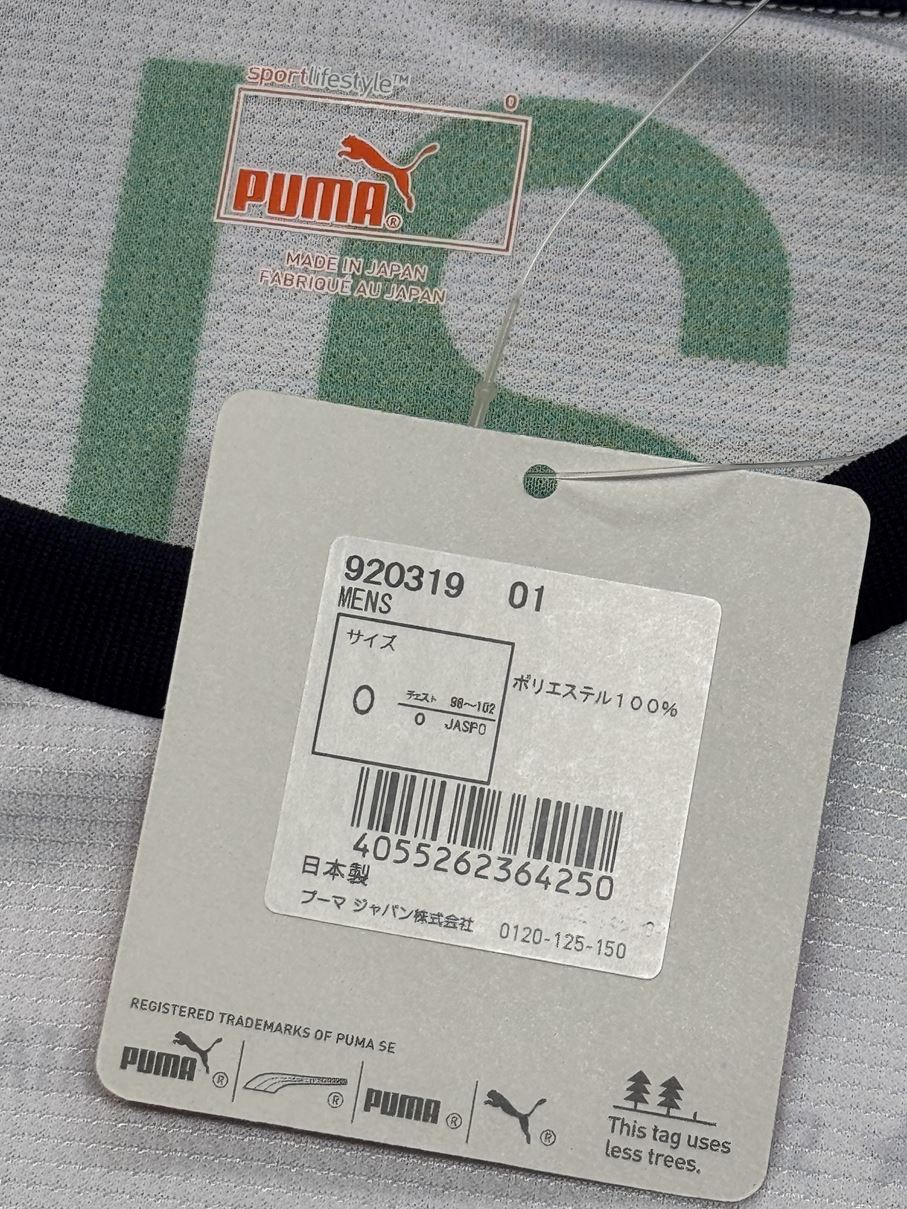 sportlifestyle™
0
PUMA®
MADE IN JAPAN
FABRIQUÉ AU JAPAN
920319 01
MENS
サイズ
0 チェスト 96～102
0 JASPO
ポリエステル100%
4055262364250
日本製
プーマ ジャパン株式会社 0120-125-150
REGISTERED TRADEMARKS OF PUMA SE
PUMA® ® PUMA® ®
This tag uses
less trees.